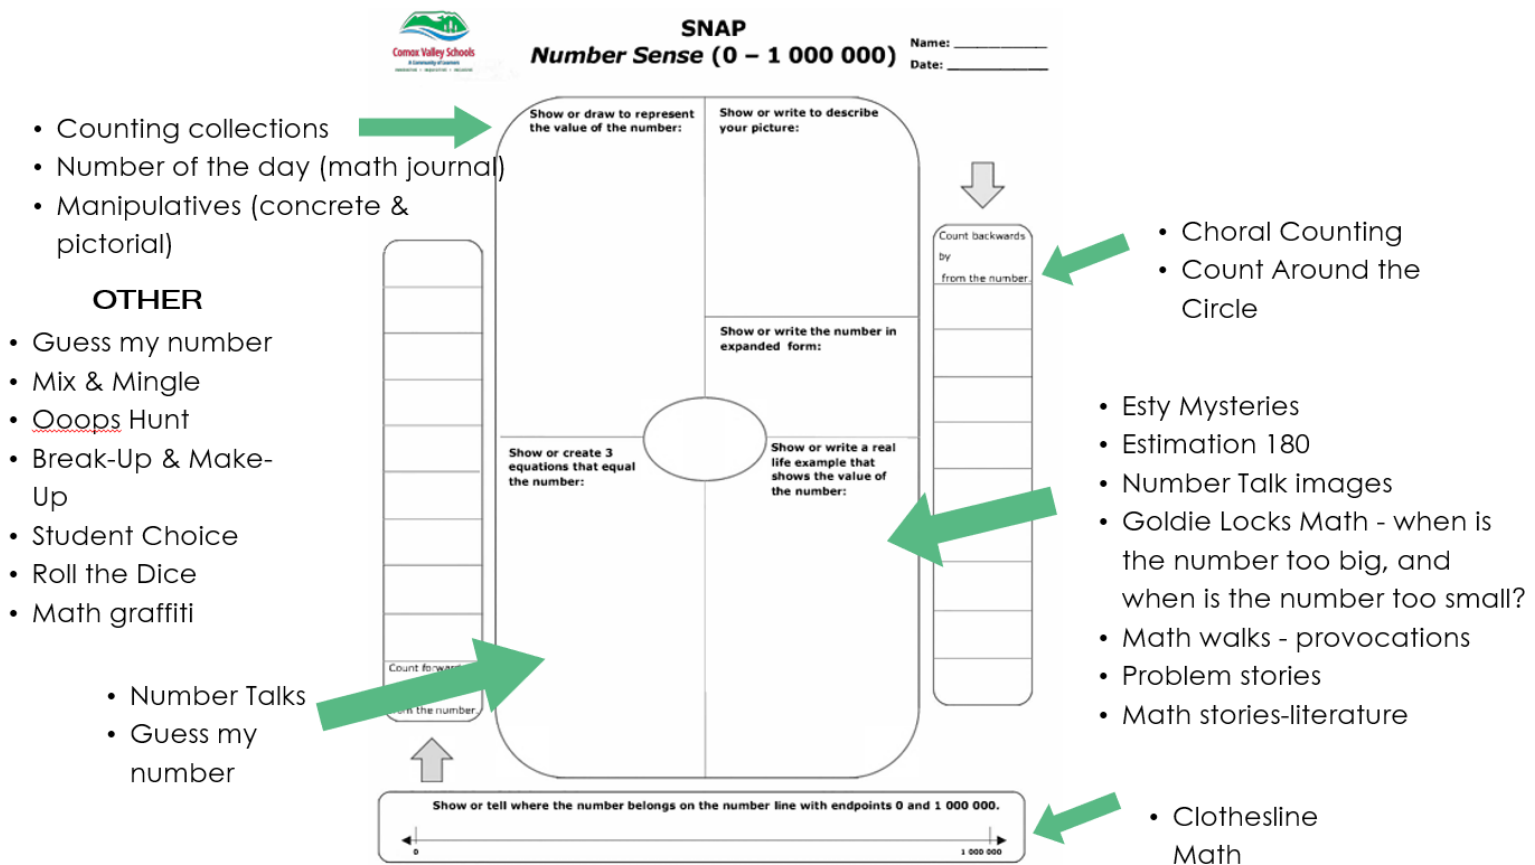 Comox Valley Schools
A Community of Learners
SNAP
Number Sense (0 – 1 000 000)
Name: ____________
Date: _____________
• Counting collections
• Number of the day (math journal)
• Manipulatives (concrete &
pictorial)
OTHER
• Guess my number
• Mix & Mingle
• Ooops Hunt
• Break-Up & Make-
Up
• Student Choice
• Roll the Dice
• Math graffiti
• Number Talks
• Guess my
number
Show or draw to represent
the value of the number:
Show or write to describe
your picture:
Show or write the number in
expanded form:
Show or create 3
equations that equal
the number:
Show or write a real
life example that
shows the value of
the number:
Count forward
the number.
Count backwards
by
from the number.
• Choral Counting
• Count Around the
Circle
• Esty Mysteries
• Estimation 180
• Number Talk images
• Goldie Locks Math - when is
the number too big, and
when is the number too small?
• Math walks - provocations
• Problem stories
• Math stories-literature
Show or tell where the number belongs on the number line with endpoints 0 and 1 000 000.
0
1 000 000
• Clothesline
Math